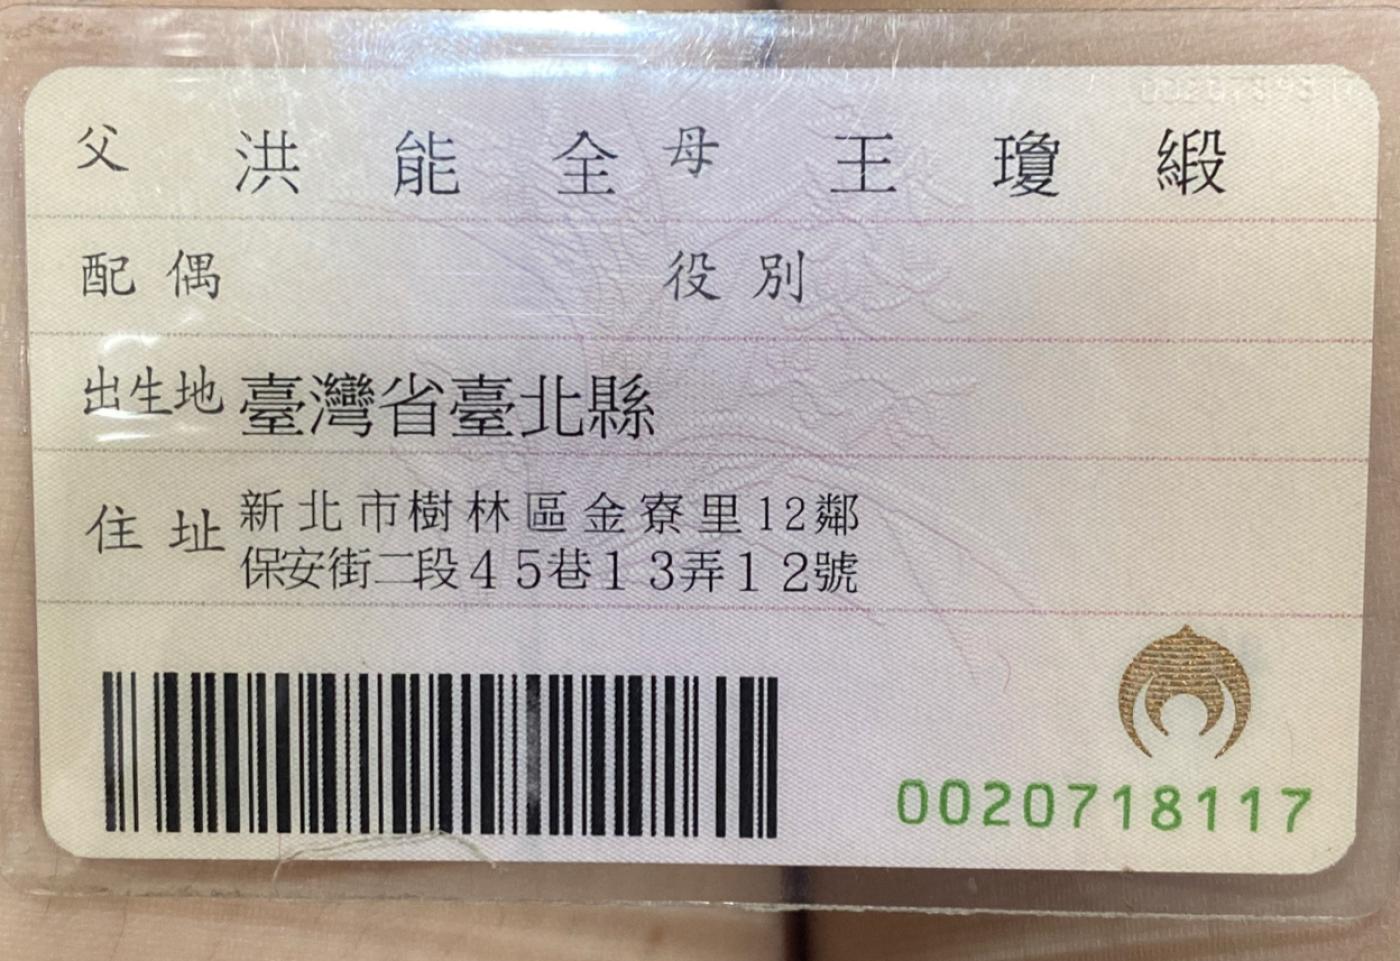 父 洪能全 母 王瓊緞
配偶 役別
出生地 臺灣省臺北縣
住址 新北市樹林區金寮里12鄰
保安街二段45巷13弄12號
0020718117